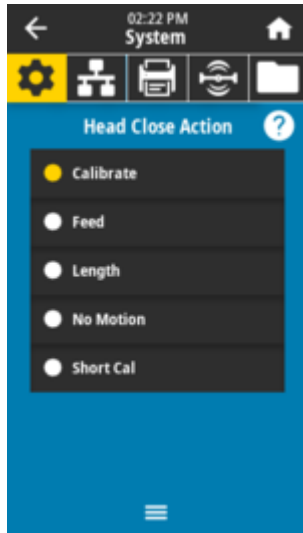 02:22 PM
System
Head Close Action
?
Calibrate
Feed
Length
No Motion
Short Cal